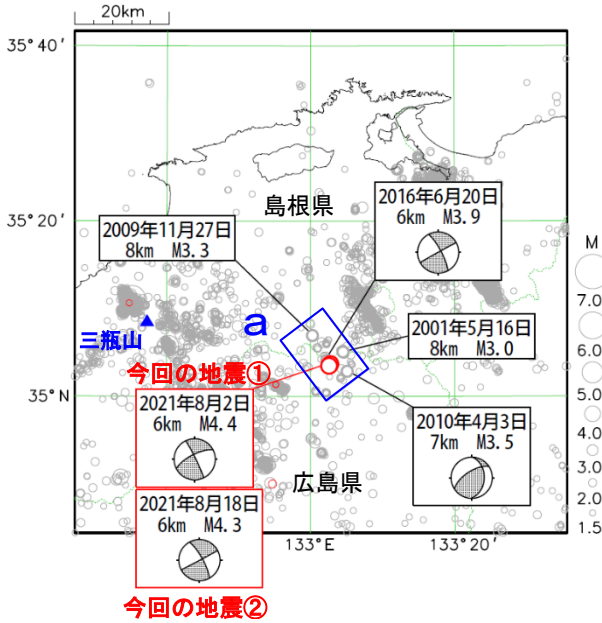 20km
35°40′
島根県
2016年6月20日
6km M3.9
35°20′
2009年11月27日
8km M3.3
M
7.0
a
三瓶山
2001年5月16日
8km M3.0
6.0
今回の地震①
35°N
2021年8月2日
6km M4.4
2010年4月3日
7km M3.5
5.0
4.0
3.0
2.0
1.5
広島県
2021年8月18日
6km M4.3
133°E
133°20′
今回の地震②